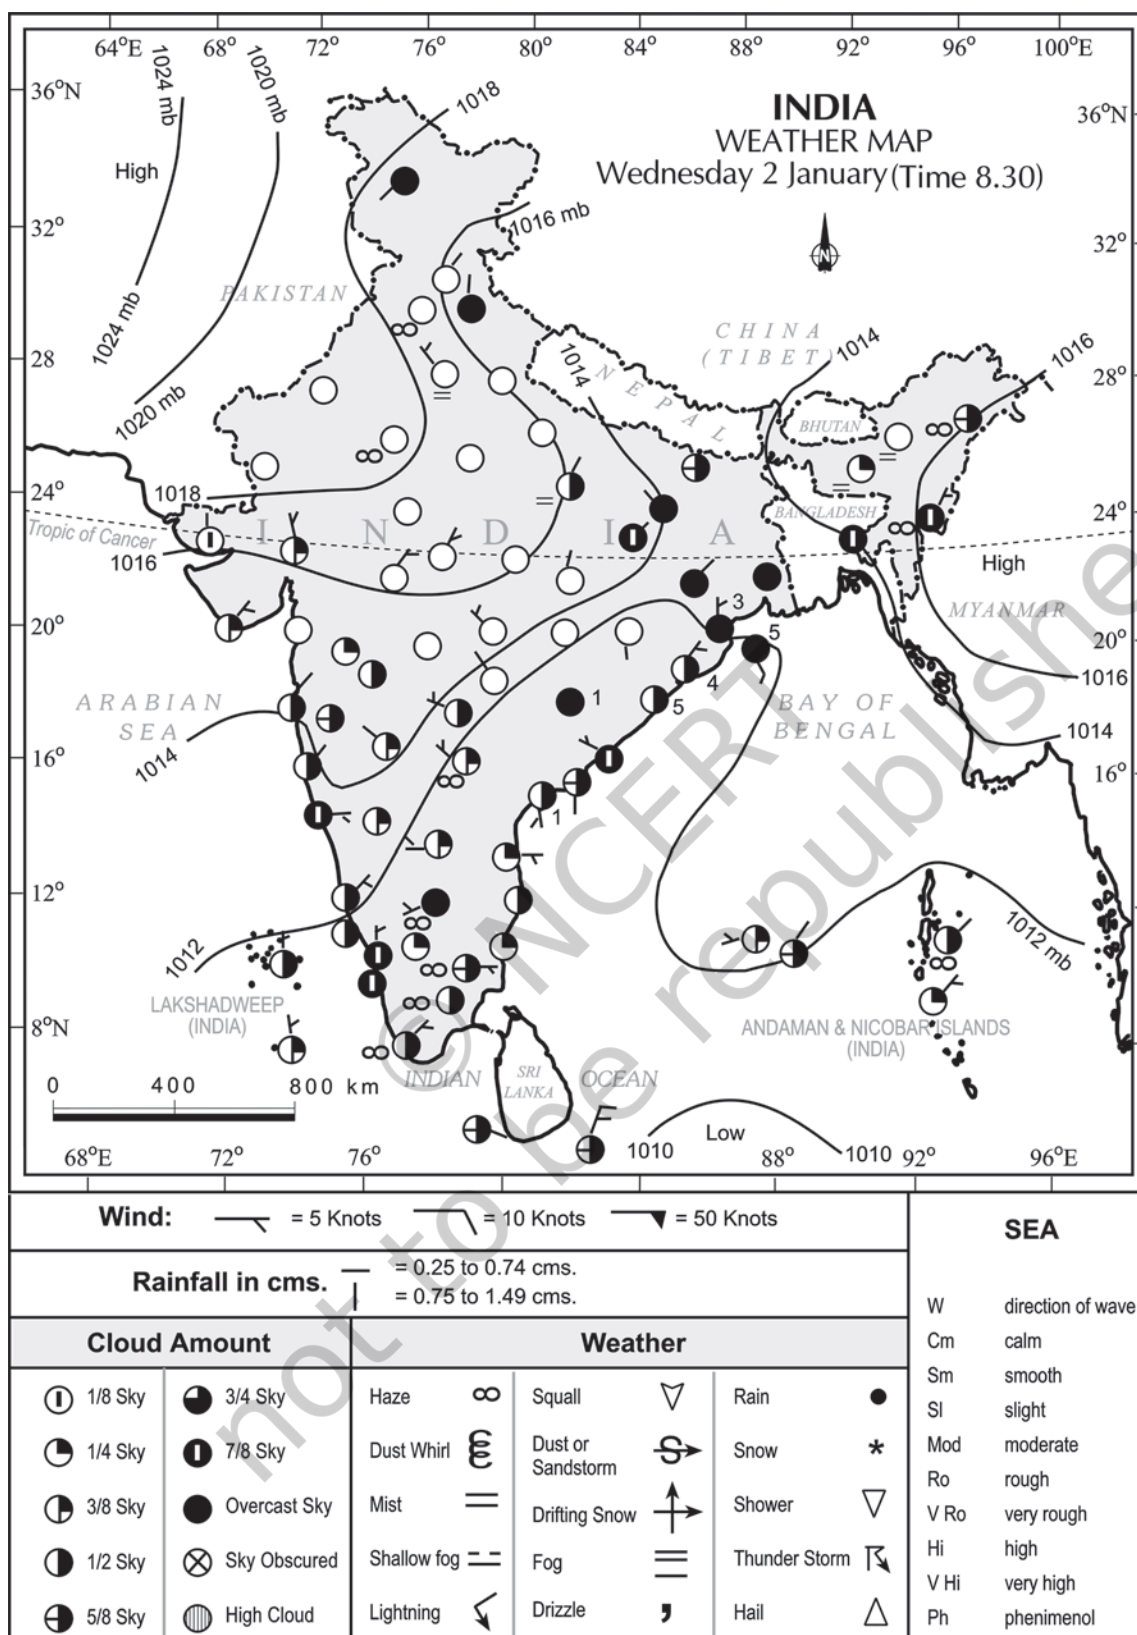 64°E 68° 72° 76° 80° 84° 88° 92° 96° 100°E
1024 mb
1020 mb
1018
36°N
36°N
INDIA
WEATHER MAP
Wednesday 2 January (Time 8.30)
High
N
1016 mb
32°
32°
PAKISTAN
1024 mb
CHINA
(TIBET)
1014
1016
1014
NEPAL
28°
28°
1020 mb
BHUTAN
24°
24°
1018
Tropic of Cancer
INDIA
BANGLADESH
1016
High
MYANMAR
3
5
20°
20°
4
5
1
1016
ARABIAN
SEA
BAY OF
BENGAL
1014
1014
16°
16°
1
12°
12°
1012
1012 mb
LAKSHADWEEP
(INDIA)
8°N
8°
ANDAMAN & NICOBAR ISLANDS
(INDIA)
0 400 800 km
INDIAN OCEAN
SRI
LANKA
Low
1010
1010
68°E 72° 76° 88° 92° 96°E
© NCERT
not to be republishe
Wind: = 5 Knots = 10 Knots = 50 Knots
Rainfall in cms. = 0.25 to 0.74 cms.
= 0.75 to 1.49 cms.
Cloud Amount
1/8 Sky 3/4 Sky
1/4 Sky 7/8 Sky
3/8 Sky Overcast Sky
1/2 Sky Sky Obscured
5/8 Sky High Cloud
Weather
Haze Squall Rain
Dust Whirl Dust or
Sandstorm Snow
Mist Drifting Snow Shower
Shallow fog Fog Thunder Storm
Lightning Drizzle Hail
SEA
W direction of wave
Cm calm
Sm smooth
Sl slight
Mod moderate
Ro rough
V Ro very rough
Hi high
V Hi very high
Ph phenimenol